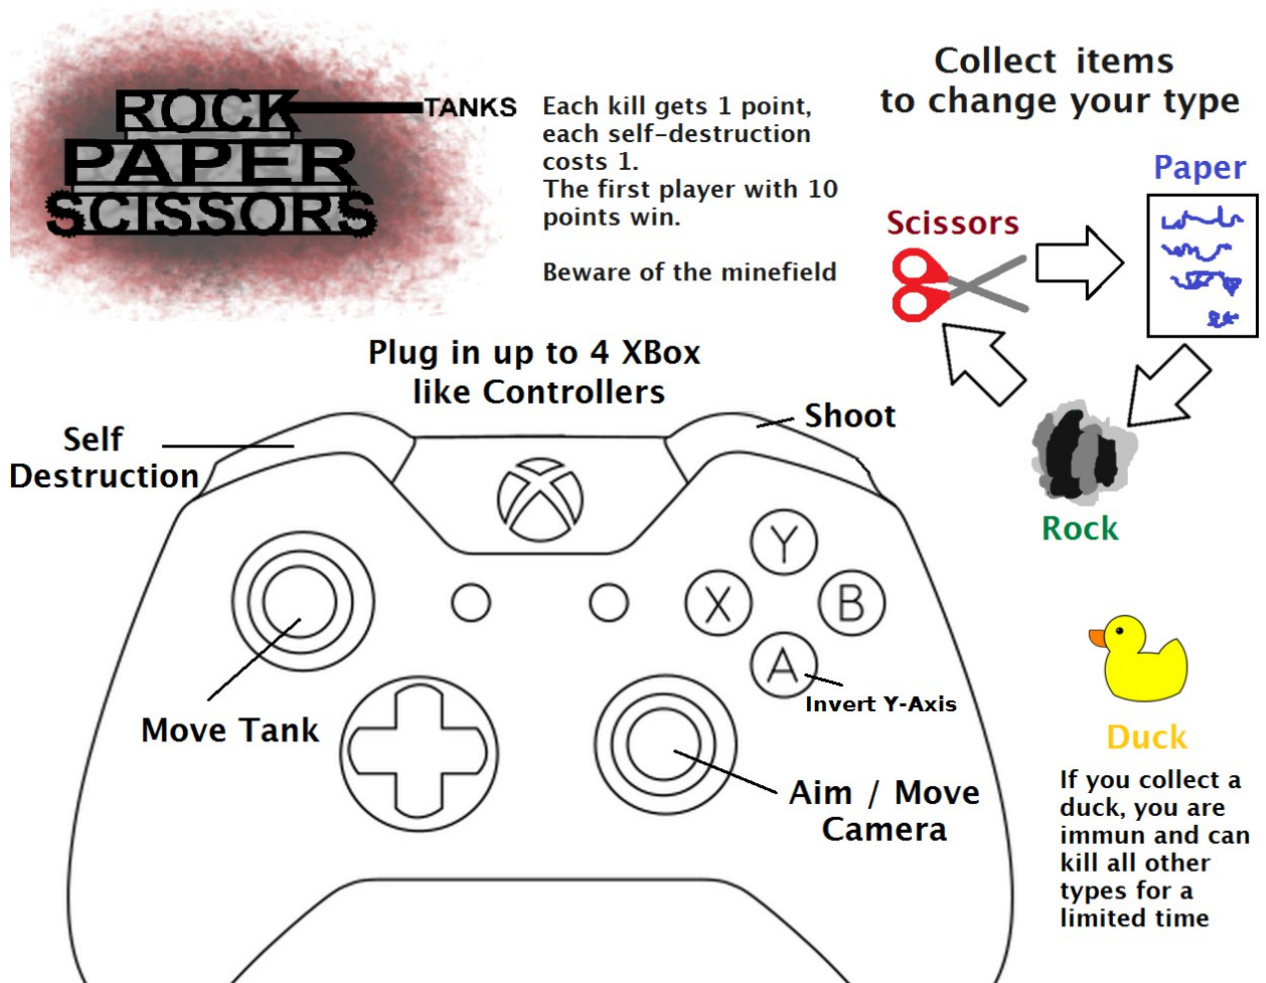 ROCK
TANKS
PAPER
SCISSORS
Each kill gets 1 point,
each self-destruction
costs 1.
The first player with 10
points win.
Beware of the minefield
Collect items
to change your type
Paper
Scissors
Rock
Plug in up to 4 XBox
like Controllers
Self
Destruction
Shoot
Y
X
B
A
Invert Y-Axis
Move Tank
Aim / Move
Camera
Duck
If you collect a
duck, you are
immun and can
kill all other
types for a
limited time